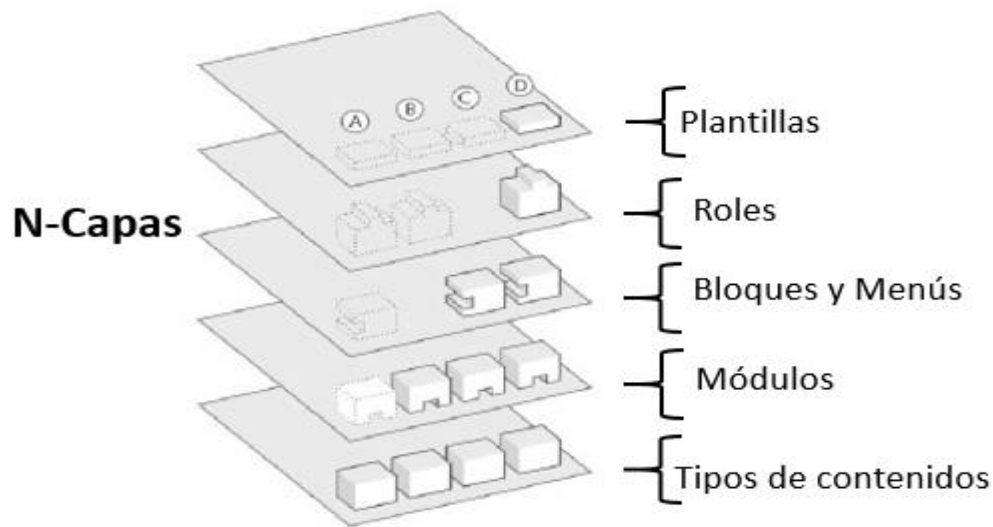 A
B
C
D
Plantillas
Roles
N-Capas
Bloques y Menús
Módulos
Tipos de contenidos